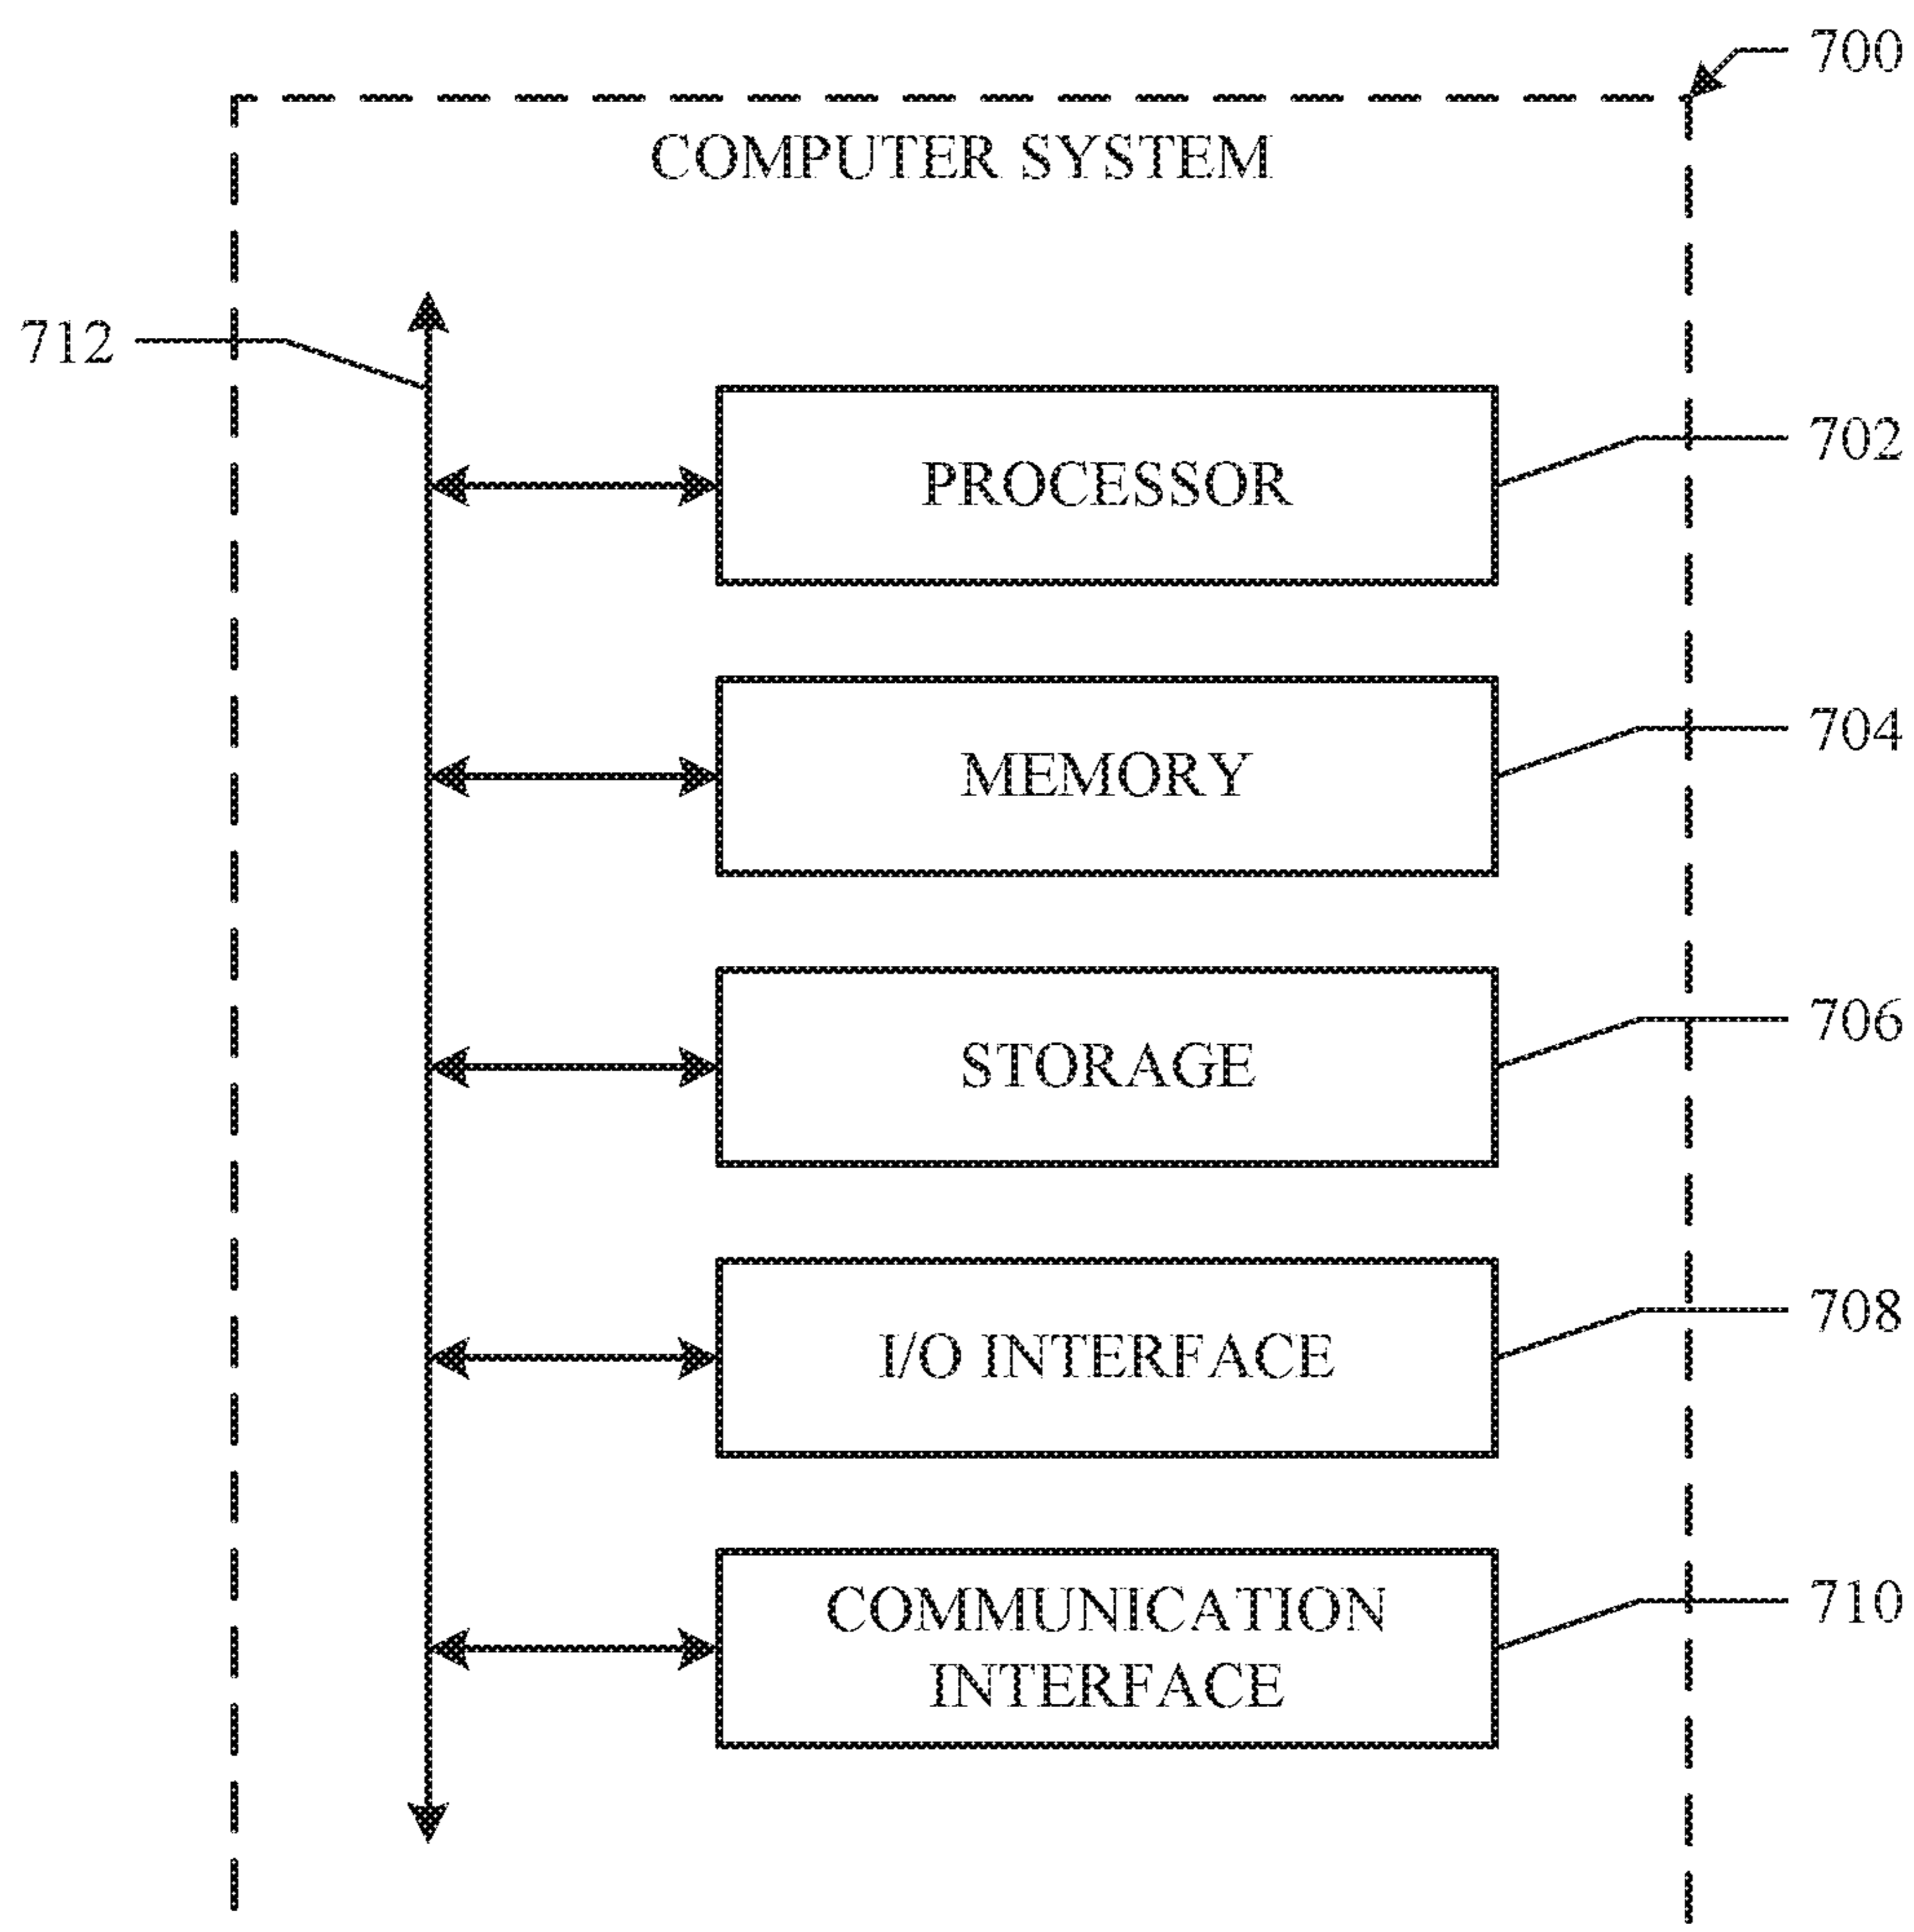 700
COMPUTER SYSTEM
712
702
PROCESSOR
704
MEMORY
706
STORAGE
708
I/O INTERFACE
710
COMMUNICATION
INTERFACE